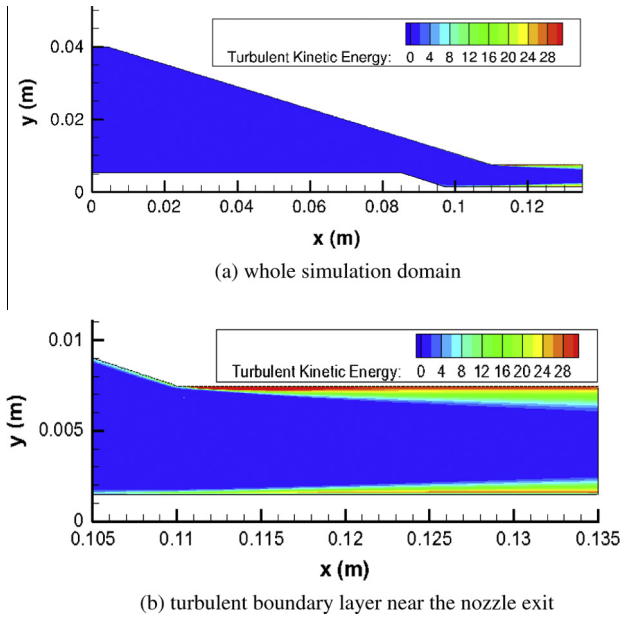 Turbulent Kinetic Energy: 0 4 8 12 16 20 24 28
y (m)
0.04
0.02
0
0 0.02 0.04 0.06 0.08 0.1 0.12
x (m)
(a) whole simulation domain
Turbulent Kinetic Energy: 0 4 8 12 16 20 24 28
y (m)
0.01
0.005
0
0.105 0.11 0.115 0.12 0.125 0.13 0.135
x (m)
(b) turbulent boundary layer near the nozzle exit